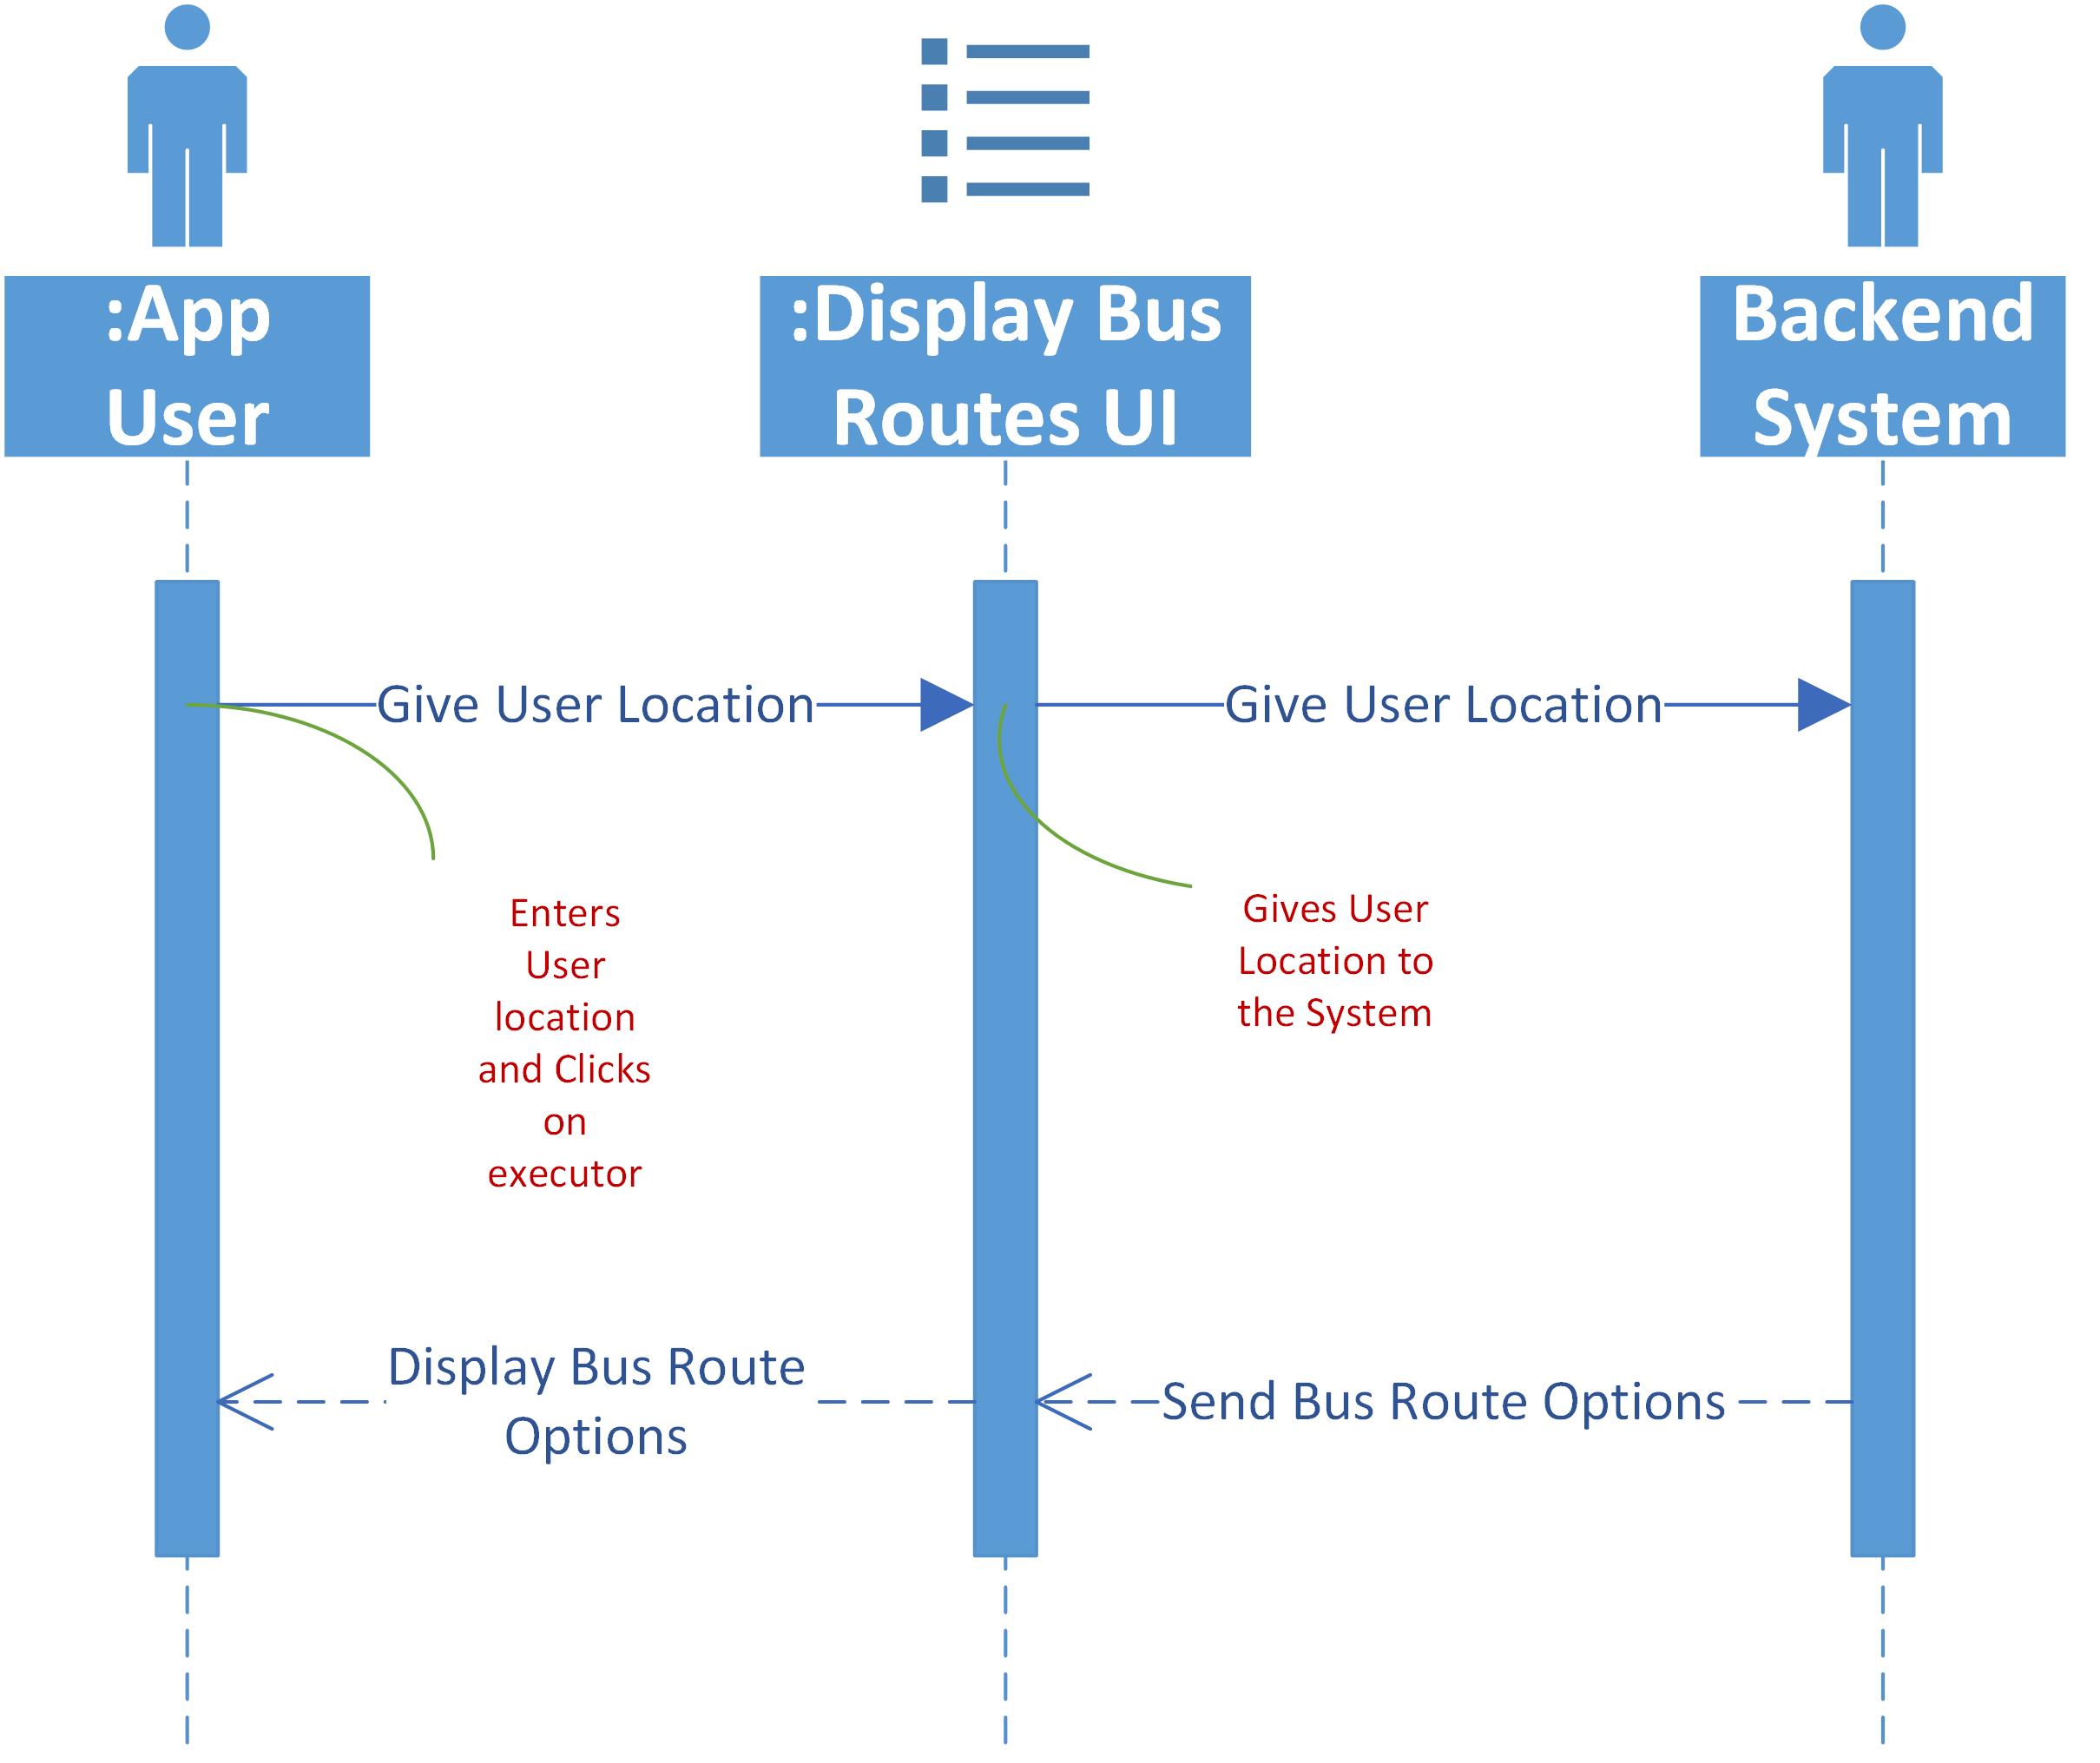 :App
User
:Display Bus
Routes UI
Backend
System
Give User Location
Give User Location
Enters
User
location
and Clicks
on
executor
Gives User
Location to
the System
Display Bus Route
Options
Send Bus Route Options